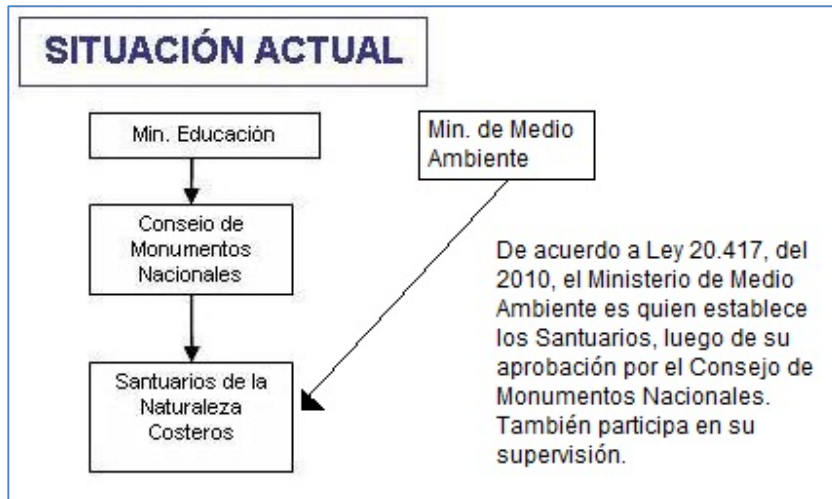 SITUACIÓN ACTUAL
Min. Educación
Min. de Medio
Ambiente
Consejo de
Monumentos
Nacionales
Santuarios de la
Naturaleza
Costeros
De acuerdo a Ley 20.417, del
2010, el Ministerio de Medio
Ambiente es quien establece
los Santuarios, luego de su
aprobación por el Consejo de
Monumentos Nacionales.
También participa en su
supervisión.